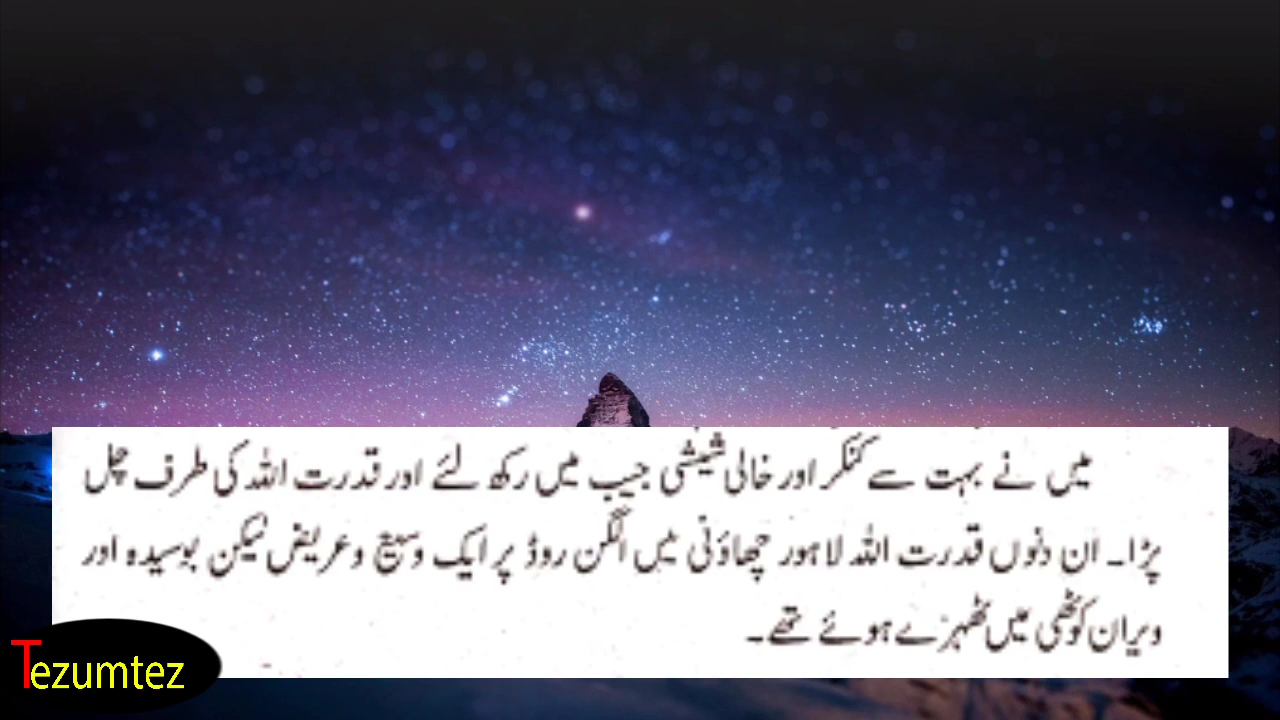 میں نے بہت سے کنکر اور خالی شیشی جیب میں رکھ لئے اور قدرت اللہ کی طرف چل
پڑا۔ ان دنوں قدرت اللہ لاہور چھاؤنی میں الگن روڈ پر ایک وسیع و عریض لیکن بوسیدہ اور
ویران کوٹھی میں ٹھہرے ہوئے تھے۔
Tezumtez